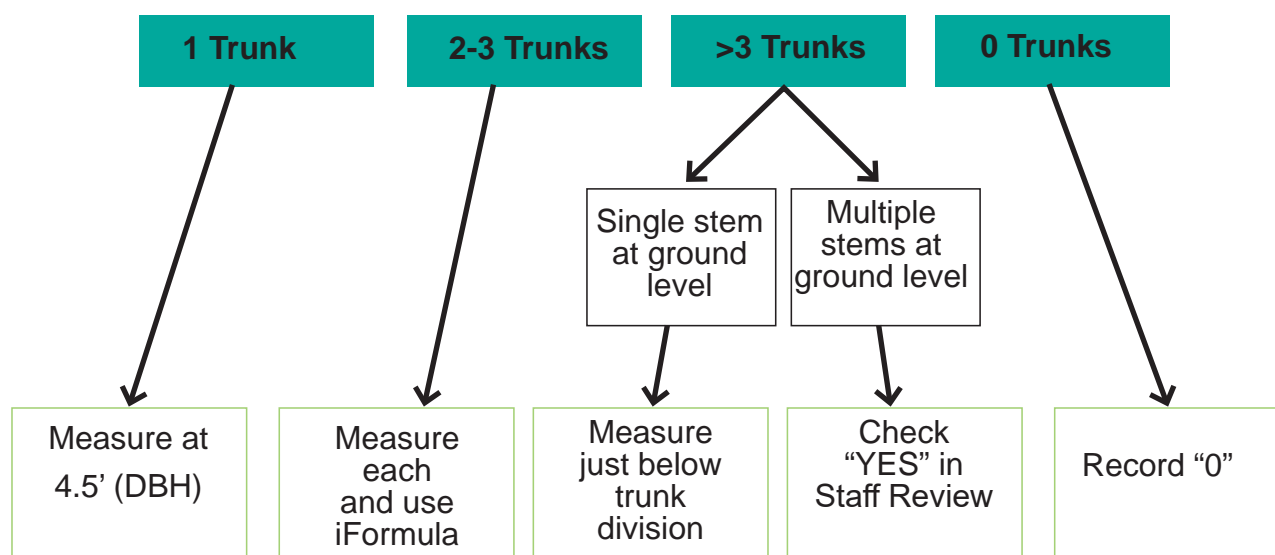 1 Trunk
2-3 Trunks
>3 Trunks
0 Trunks
Single stem
at ground
level
Multiple
stems at
ground level
Measure at
4.5’ (DBH)
Measure
each
and use
iFormula
Measure
just below
trunk
division
Check
“YES” in
Staff Review
Record “0”